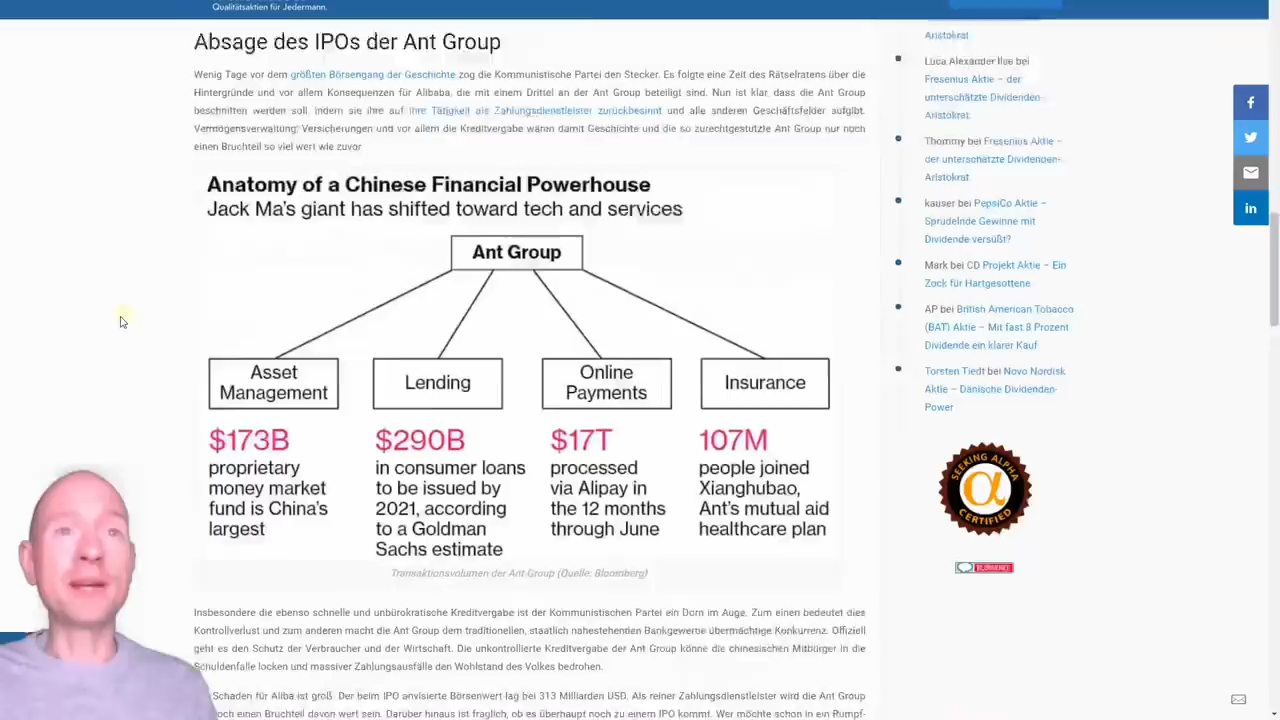 Qualitätsaktien für Jedermann.
Absage des IPOs der Ant Group
Wenig Tage vor dem größten Börsengang der Geschichte zog die Kommunistische Partei den Stecker. Es folgte eine Zeit des Rätselratens über die
Hintergründe und vor allem Konsequenzen für Alibaba, die mit einem Drittel an der Ant Group beteiligt sind. Nun ist klar, dass die Ant Group
beschnitten werden soll indem sie ihre auf ihre Tätigkeit als Zahlungsdienstleister zurückbesinnt und alle anderen Geschäftsfelder aufgibt.
Vermögensverwaltung, Versicherungen und vor allem die Kreditvergabe wären damit Geschichte und die so zurechtgestutzte Ant Group nur noch
einen Bruchteil so viel wert wie zuvor
Anatomy of a Chinese Financial Powerhouse
Jack Ma's giant has shifted toward tech and services
Ant Group
Asset
Management
Lending
Online
Payments
Insurance
$173B
proprietary
money market
fund is China's
largest
$290B
in consumer loans
to be issued by
2021, according
to a Goldman
Sachs estimate
$17T
processed
via Alipay in
the 12 months
through June
107M
people joined
Xianghubao,
Ant's mutual aid
healthcare plan
Transaktionsvolumen der Ant-Group (Quelle: Bloomberg)
Insbesondere die ebenso schnelle und unbürokratische Kreditvergabe ist der Kommunistischen Partei ein Dorn im Auge. Zum einen bedeutet dies
Kontrollverlust und zum anderen macht die Ant Group dem traditionellen, staatlich nahestehenden Bankgewerbe übermächtige Konkurrenz. Offiziell
geht es den Schutz der Verbraucher und der Wirtschaft. Die unkontrollierte Kreditvergabe der Ant Group könne die chinesischen Mitbürger in die
Schuldenfalle locken und massiver Zahlungsausfälle den Wohlstand des Volkes bedrohen.
Schaden für Aliba ist groß. Der beim IPO anvisierte Börsenwert lag bei 313 Milliarden USD. Als reiner Zahlungsdienstleister wird die Ant Group
noch einen Bruchteil davon wert sein. Darüber hinaus ist fraglich, ob es überhaupt noch zu einem IPO kommt. Wer möchte schon in ein Rumpf-
Aristokrat
Luca Alexander Ilse bei
Fresenius Aktie – der
unterschätzte Dividenden-
Aristokrat
Thommy bei Fresenius Aktie –
der unterschätzte Dividenden-
Aristokrat
kauser bei PepsiCo Aktie –
Sprudelnde Gewinne mit
Dividende versüßt?
Mark bei CD Projekt Aktie – Ein
Zock für Hartgesottene
AP bei British American Tobacco
(BAT) Aktie – Mit fast 8 Prozent
Dividende ein klarer Kauf
Torsten Tiedt bei Novo Nordisk
Aktie – Dänische Dividenden-
Power
SEEKING ALPHA
α
CERTIFIED
f
in